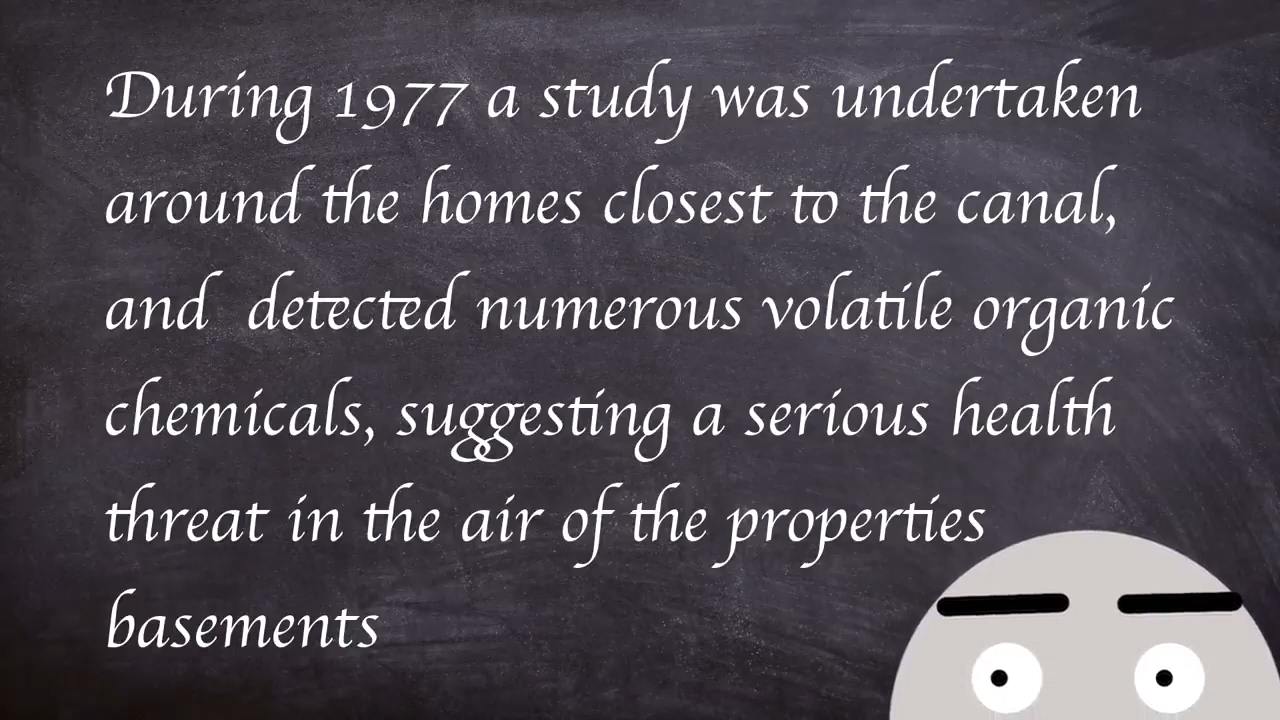 During 1977 a study was undertaken
around the homes closest to the canal,
and  detected numerous volatile organic
chemicals, suggesting a serious health
threat in the air of the properties
basements